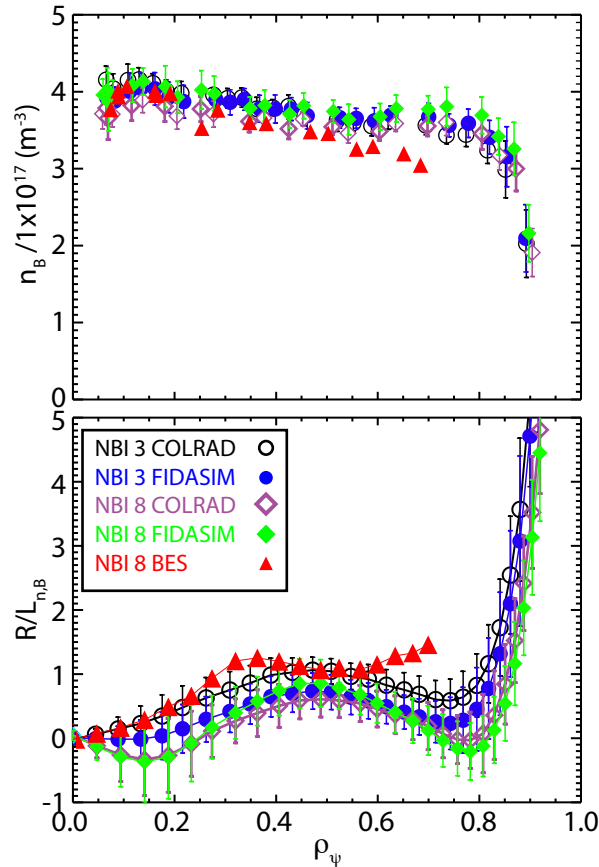 5
4
3
2
1
0
n_B /1x10^17 (m^-3)
5
4
3
2
1
0
-1
R/L_n,B
NBI 3 COLRAD
NBI 3 FIDASIM
NBI 8 COLRAD
NBI 8 FIDASIM
NBI 8 BES
0.0 0.2 0.4 0.6 0.8 1.0
ρ_ψ